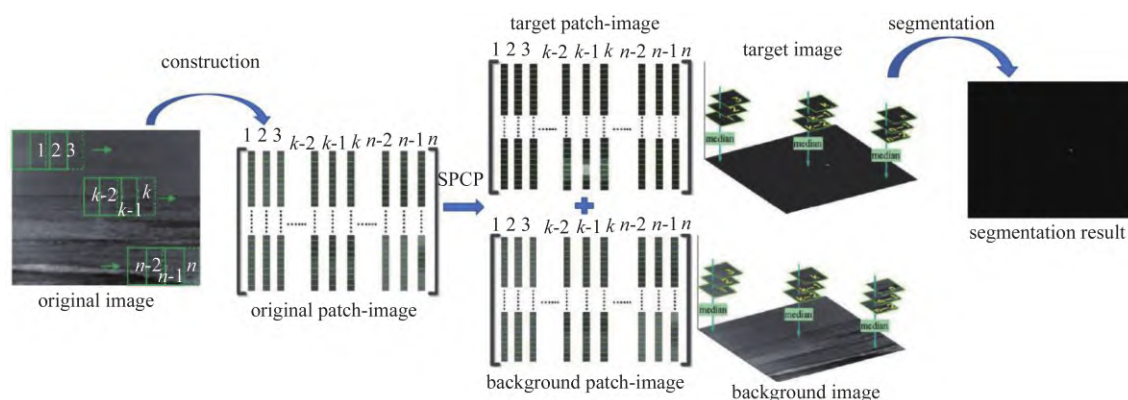 target patch-image
1 2 3 k-2 k-1 k n-2 n-1 n
target image
segmentation
construction
1 2 3 k-2 k-1 k n-2 n-1 n
1 2 3
k-2 k-1 k
n-2 n-1 n
SPCP
median
median
median
original image
original patch-image
segmentation result
1 2 3 k-2 k-1 k n-2 n-1 n
median
median
median
background patch-image
background image